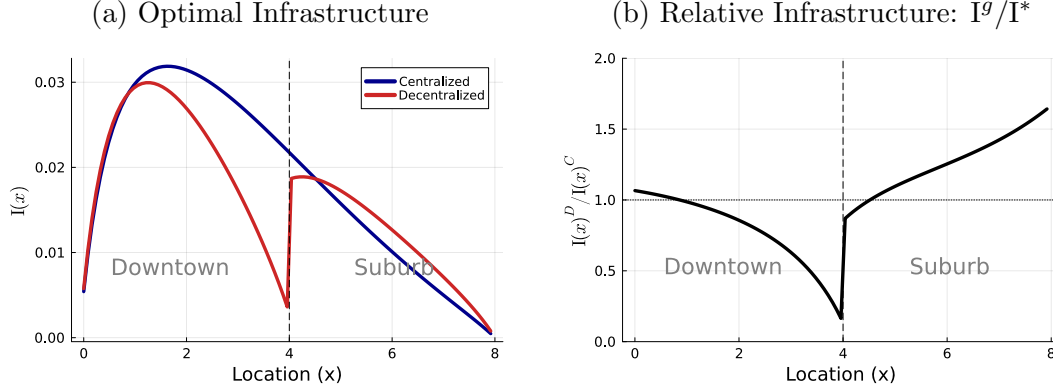 (a) Optimal Infrastructure
I(x)
0.03
0.02
0.01
0.00
Centralized
Decentralized
Downtown
Suburb
0
2
4
6
8
Location (x)
(b) Relative Infrastructure: I^g/I^*
I(x)^D/I(x)^C
2.0
1.5
1.0
0.5
0.0
Downtown
Suburb
0
2
4
6
8
Location (x)